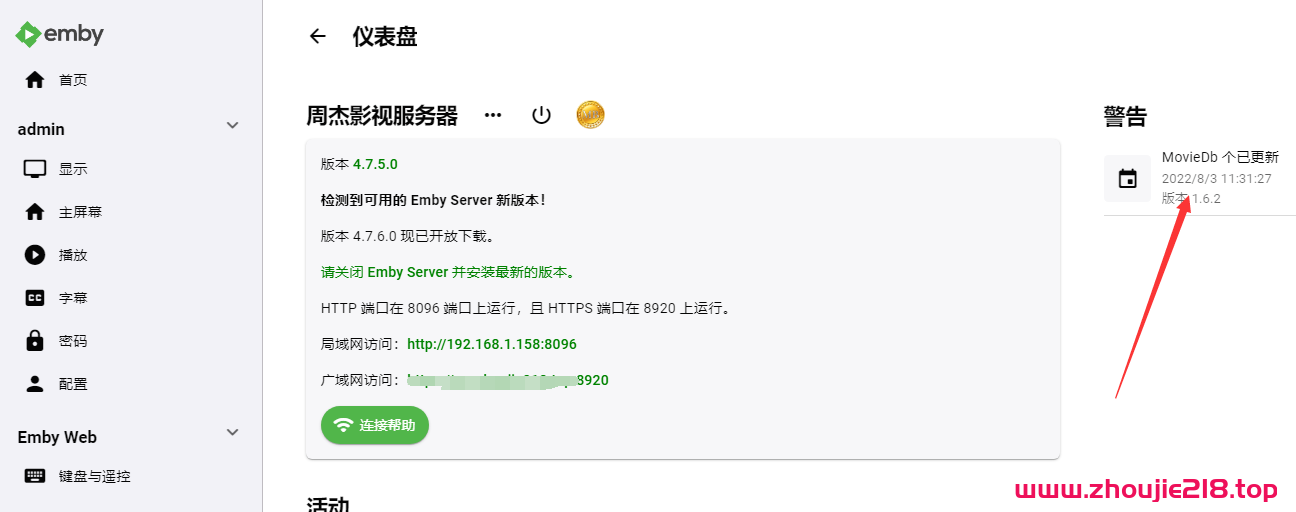 emby
首页
admin
显示
主屏幕
播放
CC 字幕
密码
配置
Emby Web
键盘与遥控
仪表盘
周杰影视服务器
版本 4.7.5.0
检测到可用的 Emby Server 新版本！
版本 4.7.6.0 现已开放下载。
请关闭 Emby Server 并安装最新的版本。
HTTP 端口在 8096 端口上运行，且 HTTPS 端口在 8920 上运行。
局域网访问：http://192.168.1.158:8096
广域网访问：8920
连接帮助
活动
警告
MovieDb 个已更新
2022/8/3 11:31:27
版本 1.6.2
www.zhoujie218.top